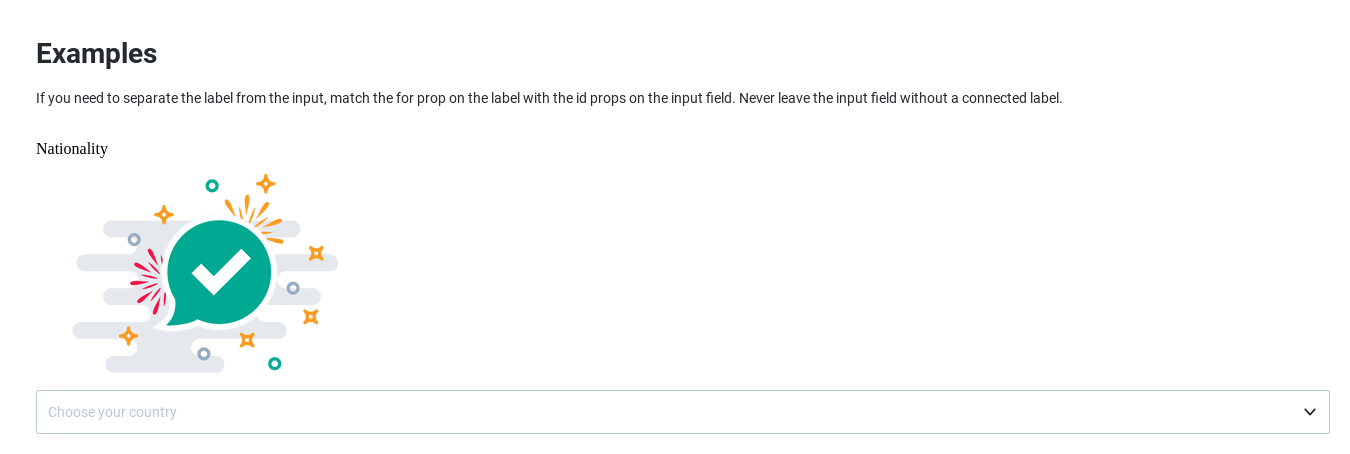 Examples
If you need to separate the label from the input, match the for prop on the label with the id props on the input field. Never leave the input field without a connected label.
Nationality
Choose your country